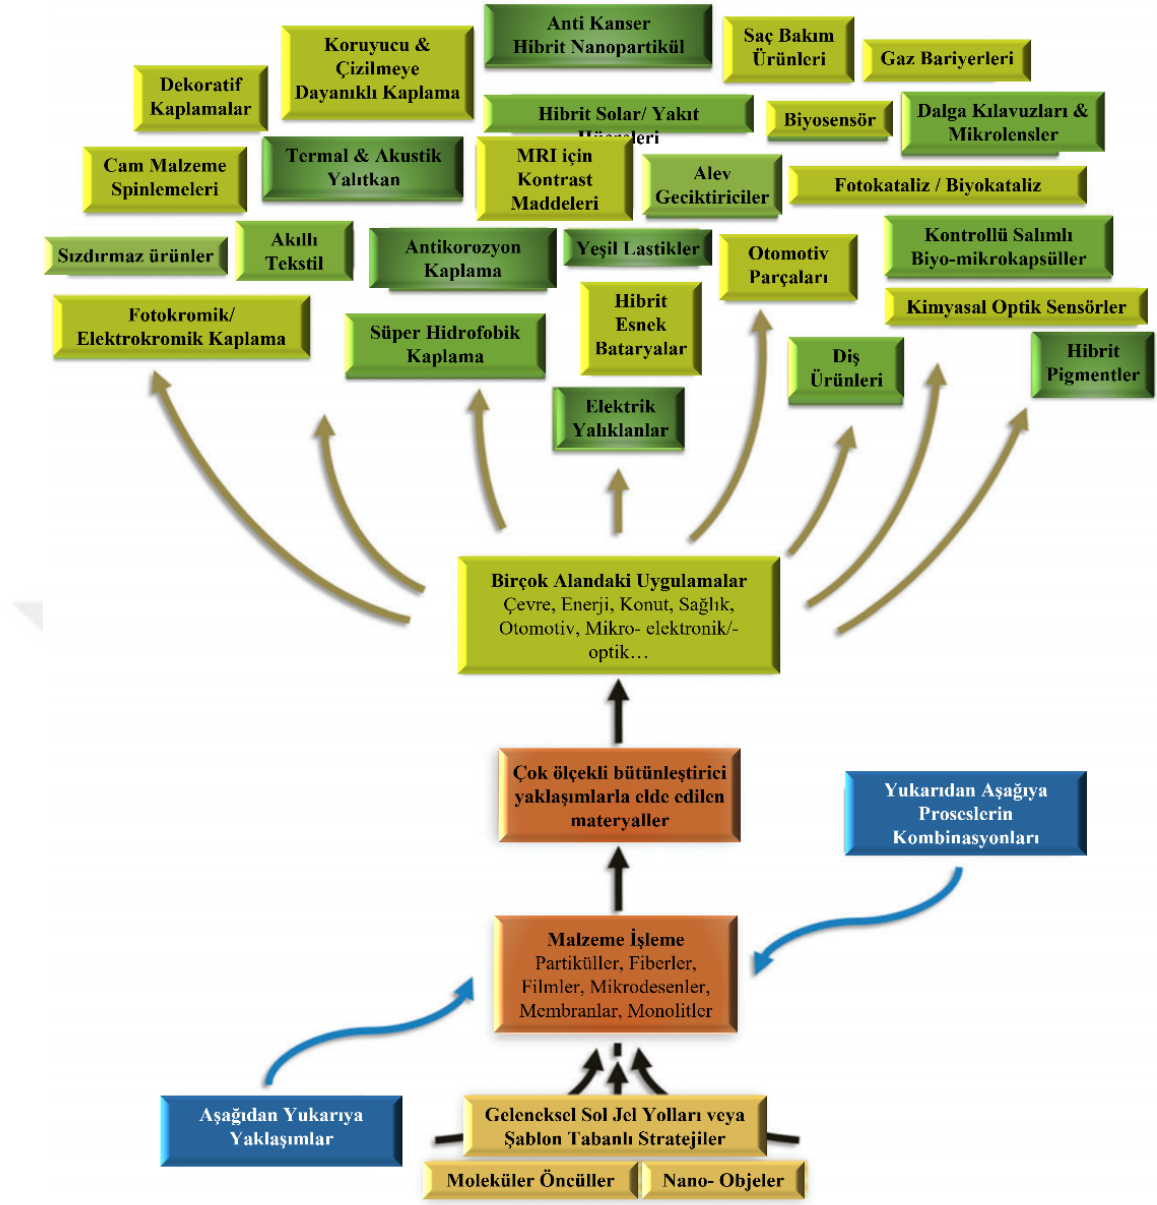 Anti Kanser
Hibrit Nanopartikül
Saç Bakım
Ürünleri
Gaz Bariyerleri
Koruyucu &
Çizilmeye
Dayanıklı Kaplama
Dekoratif
Kaplamalar
Hibrit Solar/ Yakıt
Biyosensör
Dalga Kılavuzları &
Mikrolensler
Cam Malzeme
Spinlemeleri
Termal & Akustik
Yalıtkan
MRI için
Kontrast
Maddeleri
Alev
Geciktiriciler
Fotokataliz / Biyokataliz
Sızdırmaz ürünler
Akıllı
Tekstil
Antikorozyon
Kaplama
Yeşil Lastikler
Otomotiv
Parçaları
Kontrollü Salımlı
Biyo-mikrokapsüller
Fotokromik/
Elektrokromik Kaplama
Süper Hidrofobik
Kaplama
Hibrit
Esnek
Bataryalar
Kimyasal Optik Sensörler
Diş
Ürünleri
Hibrit
Pigmentler
Elektrik
Yalıklanlar
Birçok Alandaki Uygulamalar
Çevre, Enerji, Konut, Sağlık,
Otomotiv, Mikro- elektronik/-
optik…
Çok ölçekli bütünleştirici
yaklaşımlarla elde edilen
materyaller
Yukarıdan Aşağıya
Proseslerin
Kombinasyonları
Malzeme İşleme
Partiküller, Fiberler,
Filmler, Mikrodesenler,
Membranlar, Monolitler
Aşağıdan Yukarıya
Yaklaşımlar
Geleneksel Sol Jel Yolları veya
Şablon Tabanlı Stratejiler
Moleküler Öncüller
Nano- Objeler